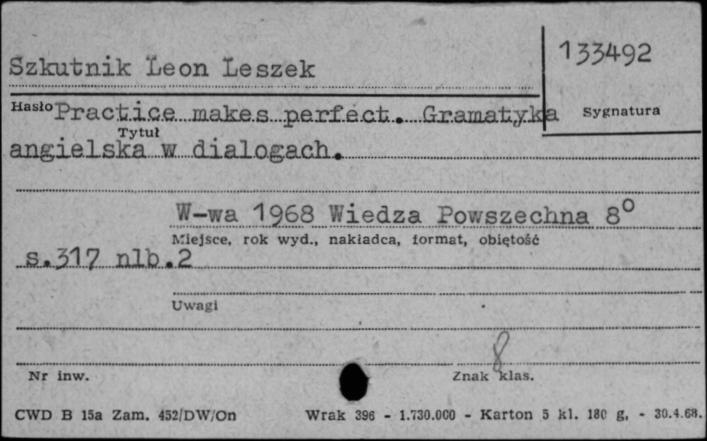 133492
Szkutnik Leon Leszek
Hasło Practice makes perfect. Gramatyka Sygnatura
Tytuł
angielska w dialogach.
W-wa 1968 Wiedza Powszechna 8°
Miejsce, rok wyd., nakładca, format, objętość
s.317 nlb.2
Uwagi
8
Nr inw. Znak klas.
CWD B 15a Zam. 452/DW/On Wrak 396 - 1.730.000 - Karton 5 kl. 180 g, - 30.4.68.